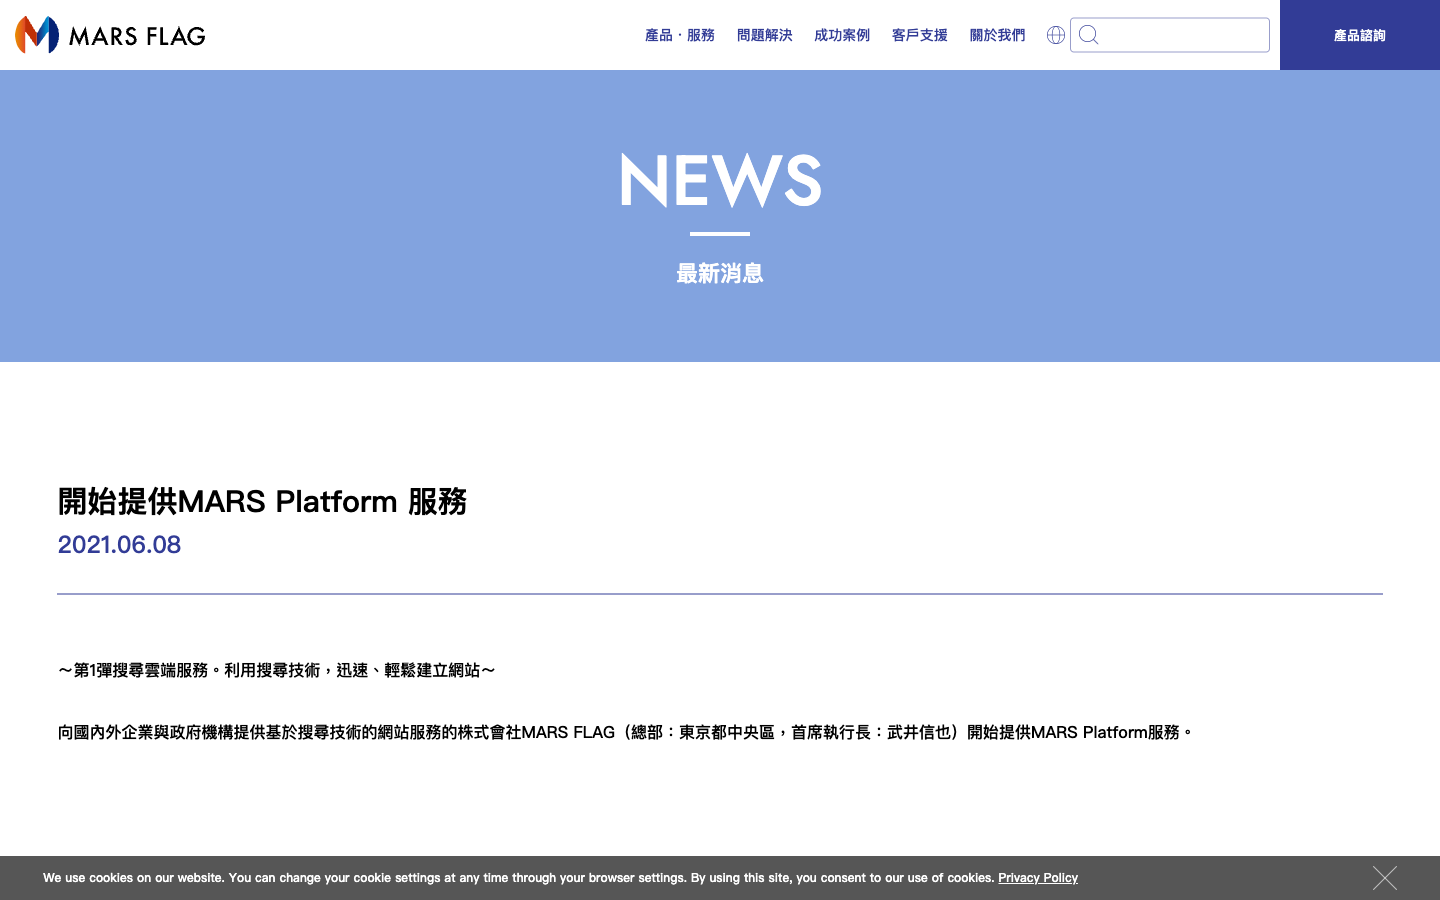 MARS FLAG
產品・服務
問題解決
成功案例
客戶支援
關於我們
產品諮詢
NEWS
最新消息
開始提供MARS Platform 服務
2021.06.08
～第1彈搜尋雲端服務。利用搜尋技術，迅速、輕鬆建立網站～
向國內外企業與政府機構提供基於搜尋技術的網站服務的株式會社MARS FLAG（總部：東京都中央區，首席執行長：武井信也）開始提供MARS Platform服務。
We use cookies on our website. You can change your cookie settings at any time through your browser settings. By using this site, you consent to our use of cookies. Privacy Policy